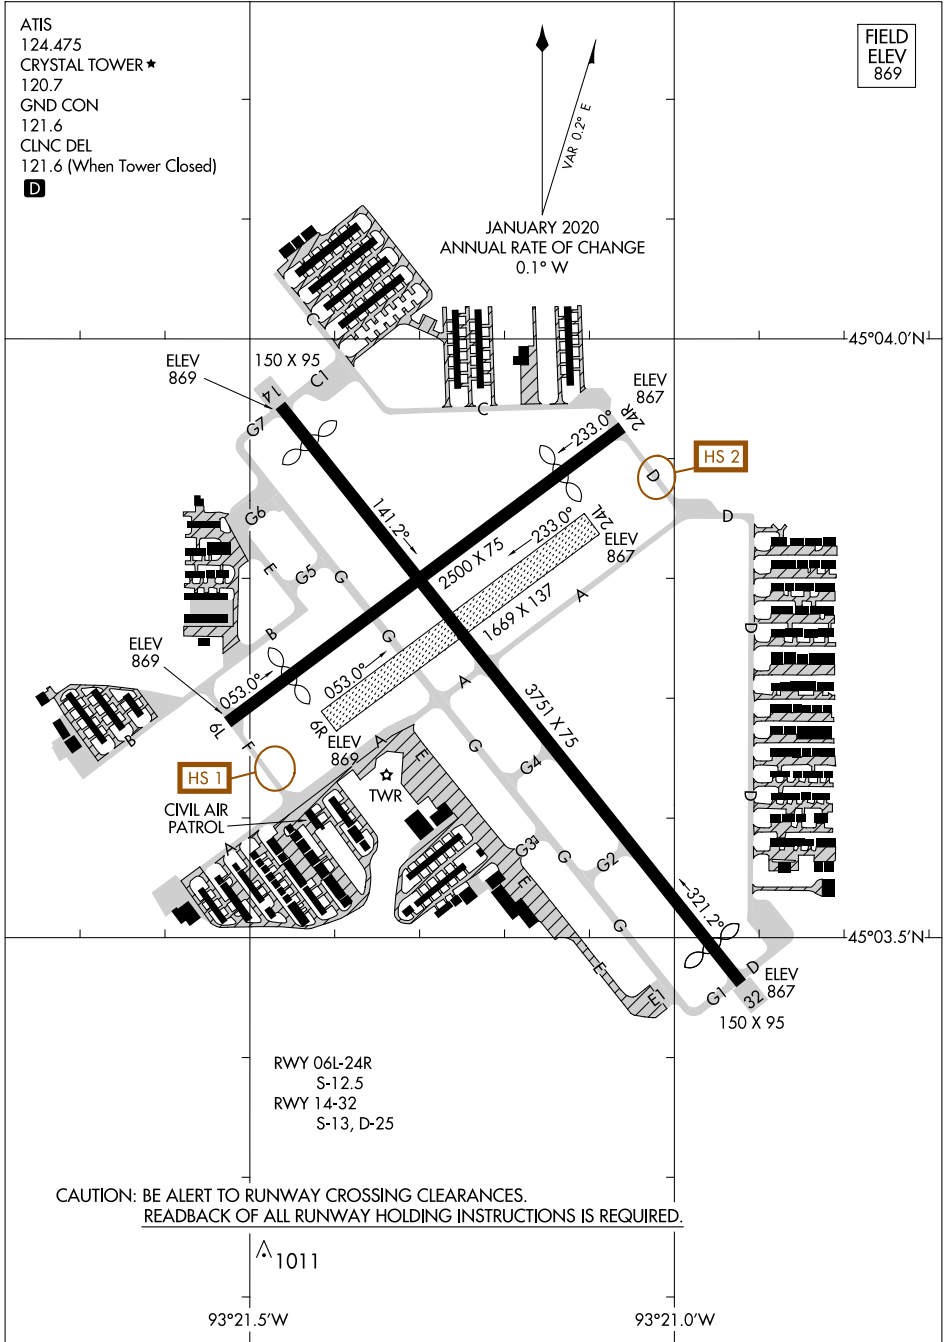 ATIS
124.475
CRYSTAL TOWER★
120.7
GND CON
121.6
CLNC DEL
121.6 (When Tower Closed)
D
FIELD
ELEV
869
VAR 0.2° E
JANUARY 2020
ANNUAL RATE OF CHANGE
0.1° W
45°04.0'N
ELEV
869
150 X 95
14
C
C1
C
ELEV
867
24R
G7
233.0°
HS 2
D
D
141.2°
G6
E
G5
G
2500 X 75
233.0°
24L
ELEV
867
1669 X 137
A
B
G
D
ELEV
869
053.0°
053.0°
6L
6R
ELEV
869
A
3751 X 75
B
F
A
E
G
G4
HS 1
TWR
D
CIVIL AIR
PATROL
A
G3
E
G
G2
G
321.2°
45°03.5'N
E
E1
G1
D
32
ELEV
867
150 X 95
RWY 06L-24R
S-12.5
RWY 14-32
S-13, D-25
CAUTION: BE ALERT TO RUNWAY CROSSING CLEARANCES.
READBACK OF ALL RUNWAY HOLDING INSTRUCTIONS IS REQUIRED.
1011
93°21.5'W
93°21.0'W